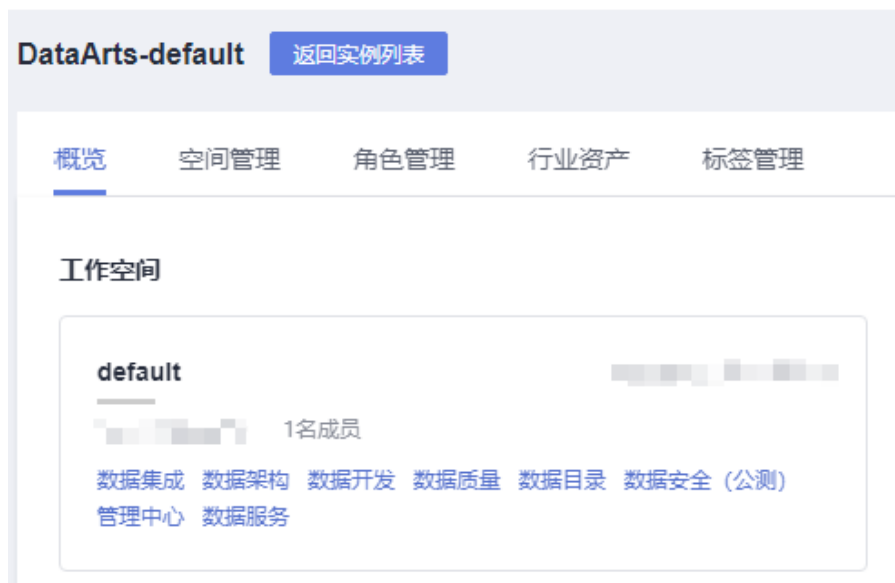 DataArts-default 返回实例列表
概览 空间管理 角色管理 行业资产 标签管理
工作空间
default
1名成员
数据集成 数据架构 数据开发 数据质量 数据目录 数据安全（公测）
管理中心 数据服务